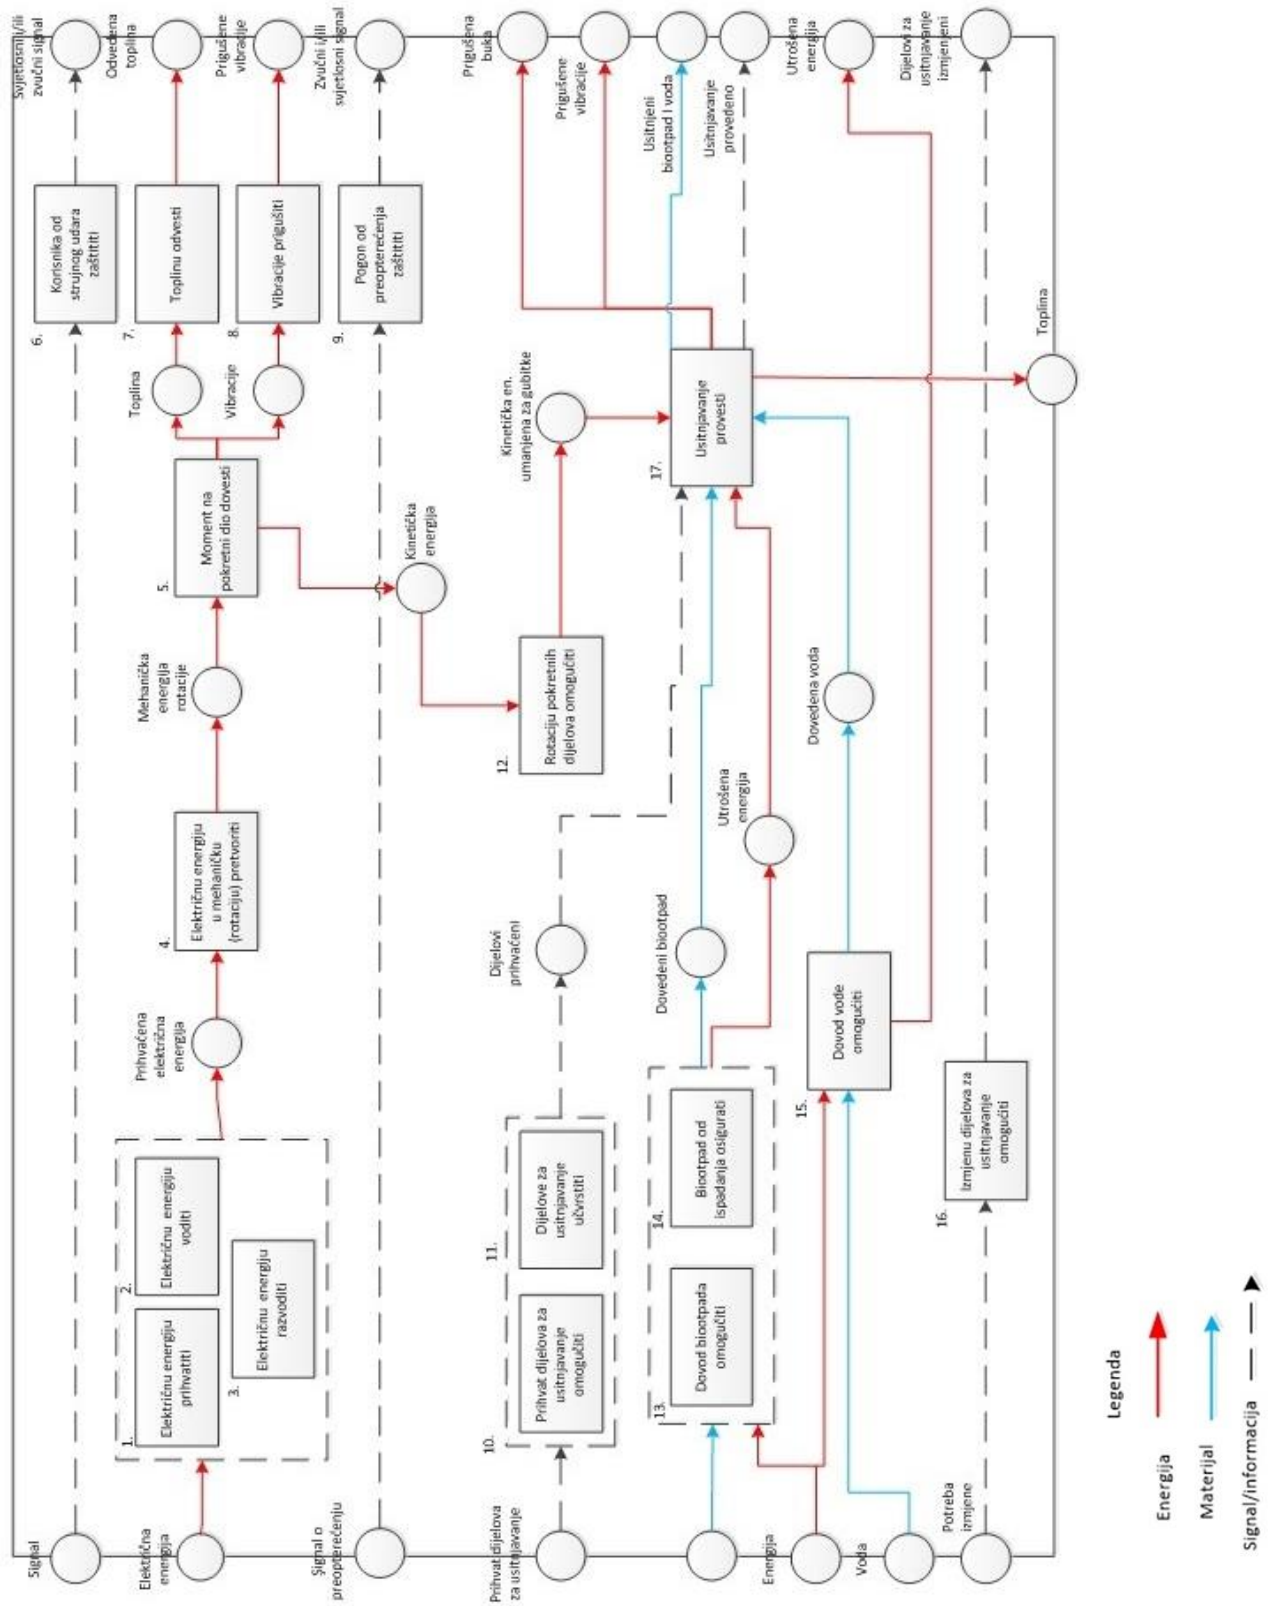 Signal
6.
Korisnika od
strujnog udara
zaštititi
Svjetlosni/ili
zvučni signal
Električna
energija
1.
Električnu energiju
prihvatiti
2.
Električnu energiju
voditi
3.
Električnu energiju
razvoditi
Prihvaćena
električna
energija
4.
Električnu energiju
u mehaničku
(rotaciju) pretvoriti
Mehanička
energija
rotacije
5.
Moment na
pokretni dio dovesti
Toplina
7.
Toplinu odvesti
Odvedena
toplina
Vibracije
8.
Vibracije prigušiti
Prigušene
vibracije
Signal o
preopterećenju
9.
Pogon od
preopterećenja
zaštititi
Zvučni i/ili
svjetlosni signal
Kinetička
energija
12.
Rotaciju pokretnih
dijelova omogućiti
Kinetička en.
umanjena za gubitke
Prihvat dijelova
za usitnjavanje
10.
Prihvat dijelova za
usitnjavanje
omogućiti
11.
Dijelove za
usitnjavanje
učvrstiti
Dijelovi
prihvaćeni
13.
Dovod biootpada
omogučiti
14.
Biootpad od
ispadanja osigurati
Dovedeni biootpad
Utrošena
energija
17.
Usitnjavanje
provesti
Prigušena
buka
Prigušene
vibracije
Usitnjeni
biootpad I voda
Usitnjavanje
provedeno
Energija
Voda
15.
Dovod vode
omogućiti
Dovedena voda
Utrošena
energija
Potreba
izmjene
16.
Izmjenu dijelova za
usitnjavanje
omogućiti
Dijelovi za
usitnjavanje
izmjenjeni
Toplina
Legenda
Energija
Materijal
Signal/informacija